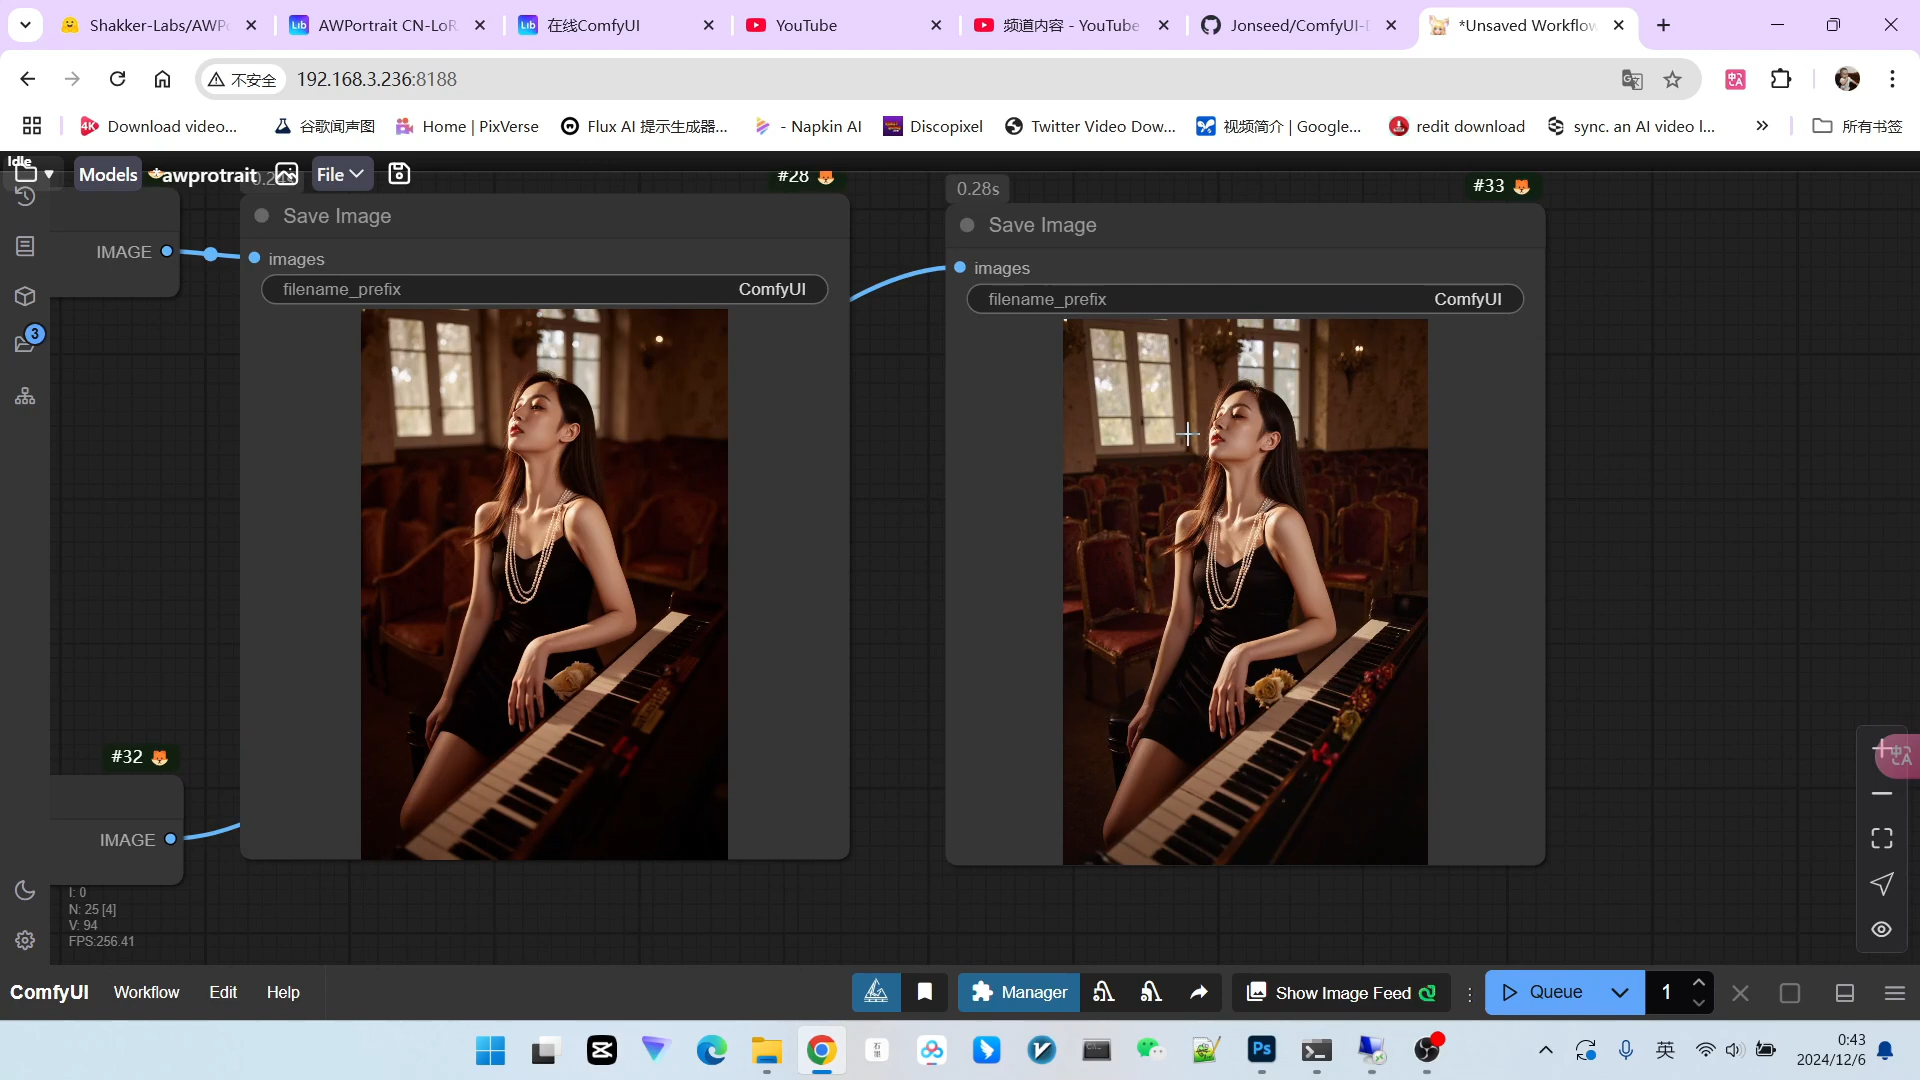 Shakker-Labs/AWPo
AWPortrait CN-LoR
在线ComfyUI
YouTube
频道内容 - YouTube
Jonseed/ComfyUI-D
*Unsaved Workflow
不安全
192.168.3.236:8188
4K
Download video...
谷歌闻声图
Home | PixVerse
Flux AI 提示生成器...
- Napkin AI
Discopixel
Twitter Video Dow...
视频简介 | Google...
redit download
sync. an AI video l...
所有书签
Idle
Models
awprotrait
File
#28
0.28s
#33
Save Image
Save Image
IMAGE
images
images
filename_prefix
ComfyUI
filename_prefix
ComfyUI
3
#32
IMAGE
I: 0
N: 25 [4]
V: 94
FPS:256.41
ComfyUI
Workflow
Edit
Help
Manager
Show Image Feed
Queue
1
Ps
英
0:43
2024/12/6